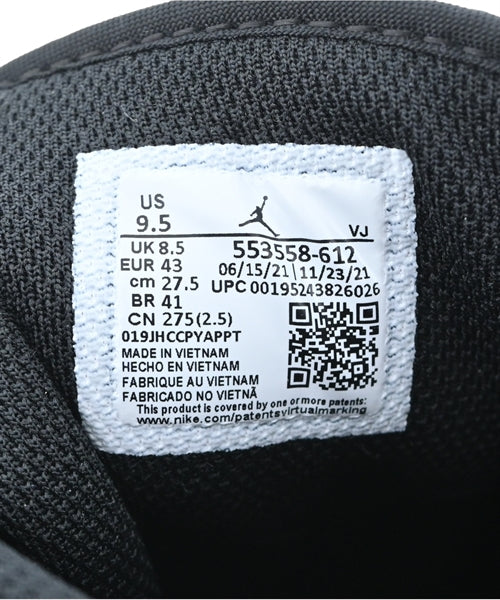 US
9.5
VJ
UK 8.5
EUR 43
cm 27.5
BR 41
CN 275(2.5)
553558-612
06/15/21 11/23/21
UPC 00195243826026
019JHCCPYAPPT
MADE IN VIETNAM
HECHO EN VIETNAM
FABRIQUE AU VIETNAM
FABRICADO NO VIETNÃ
This product is covered by one or more patents:
www.nike.com/patentsvirtualmarking